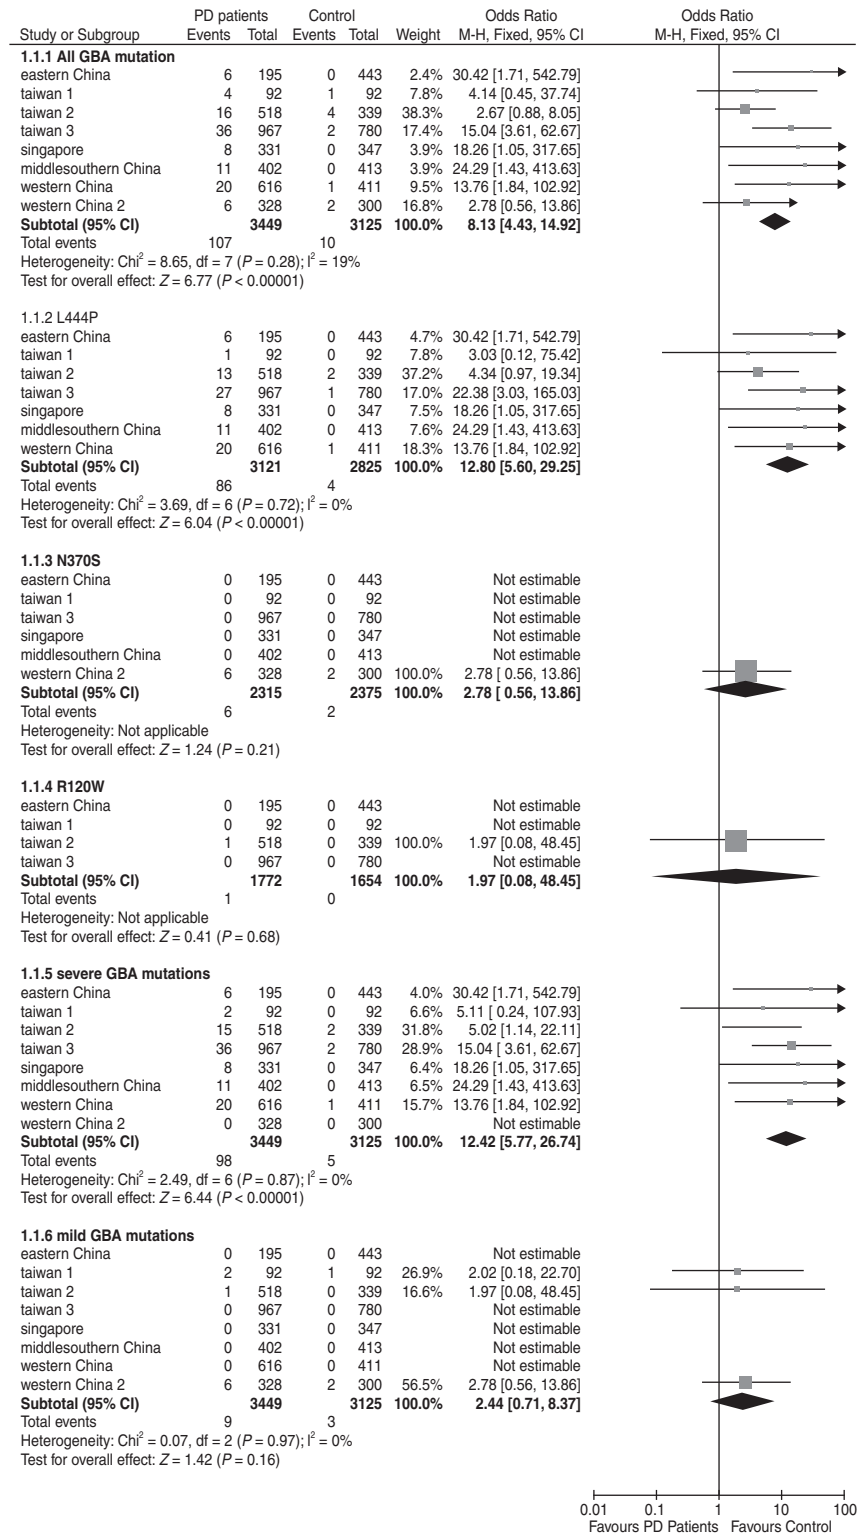 PD patients Control Odds Ratio Odds Ratio
Study or Subgroup Events Total Events Total Weight M-H, Fixed, 95% CI M-H, Fixed, 95% CI
1.1.1 All GBA mutation
eastern China 6 195 0 443 2.4% 30.42 [1.71, 542.79]
taiwan 1 4 92 1 92 7.8% 4.14 [0.45, 37.74]
taiwan 2 16 518 4 339 38.3% 2.67 [0.88, 8.05]
taiwan 3 36 967 2 780 17.4% 15.04 [3.61, 62.67]
singapore 8 331 0 347 3.9% 18.26 [1.05, 317.65]
middlesouthern China 11 402 0 413 3.9% 24.29 [1.43, 413.63]
western China 20 616 1 411 9.5% 13.76 [1.84, 102.92]
western China 2 6 328 2 300 16.8% 2.78 [0.56, 13.86]
Subtotal (95% CI) 3449 3125 100.0% 8.13 [4.43, 14.92]
Total events 107 10
Heterogeneity: Chi² = 8.65, df = 7 (P = 0.28); I² = 19%
Test for overall effect: Z = 6.77 (P < 0.00001)
1.1.2 L444P
eastern China 6 195 0 443 4.7% 30.42 [1.71, 542.79]
taiwan 1 1 92 0 92 7.8% 3.03 [0.12, 75.42]
taiwan 2 13 518 2 339 37.2% 4.34 [0.97, 19.34]
taiwan 3 27 967 1 780 17.0% 22.38 [3.03, 165.03]
singapore 8 331 0 347 7.5% 18.26 [1.05, 317.65]
middlesouthern China 11 402 0 413 7.6% 24.29 [1.43, 413.63]
western China 20 616 1 411 18.3% 13.76 [1.84, 102.92]
Subtotal (95% CI) 3121 2825 100.0% 12.80 [5.60, 29.25]
Total events 86 4
Heterogeneity: Chi² = 3.69, df = 6 (P = 0.72); I² = 0%
Test for overall effect: Z = 6.04 (P < 0.00001)
1.1.3 N370S
eastern China 0 195 0 443 Not estimable
taiwan 1 0 92 0 92 Not estimable
taiwan 3 0 967 0 780 Not estimable
singapore 0 331 0 347 Not estimable
middlesouthern China 0 402 0 413 Not estimable
western China 2 6 328 2 300 100.0% 2.78 [ 0.56, 13.86]
Subtotal (95% CI) 2315 2375 100.0% 2.78 [ 0.56, 13.86]
Total events 6 2
Heterogeneity: Not applicable
Test for overall effect: Z = 1.24 (P = 0.21)
1.1.4 R120W
eastern China 0 195 0 443 Not estimable
taiwan 1 0 92 0 92 Not estimable
taiwan 2 1 518 0 339 100.0% 1.97 [0.08, 48.45]
taiwan 3 0 967 0 780 Not estimable
Subtotal (95% CI) 1772 1654 100.0% 1.97 [0.08, 48.45]
Total events 1 0
Heterogeneity: Not applicable
Test for overall effect: Z = 0.41 (P = 0.68)
1.1.5 severe GBA mutations
eastern China 6 195 0 443 4.0% 30.42 [1.71, 542.79]
taiwan 1 2 92 0 92 6.6% 5.11 [ 0.24, 107.93]
taiwan 2 15 518 2 339 31.8% 5.02 [1.14, 22.11]
taiwan 3 36 967 2 780 28.9% 15.04 [ 3.61, 62.67]
singapore 8 331 0 347 6.4% 18.26 [1.05, 317.65]
middlesouthern China 11 402 0 413 6.5% 24.29 [1.43, 413.63]
western China 20 616 1 411 15.7% 13.76 [1.84, 102.92]
western China 2 0 328 0 300 Not estimable
Subtotal (95% CI) 3449 3125 100.0% 12.42 [5.77, 26.74]
Total events 98 5
Heterogeneity: Chi² = 2.49, df = 6 (P = 0.87); I² = 0%
Test for overall effect: Z = 6.44 (P < 0.00001)
1.1.6 mild GBA mutations
eastern China 0 195 0 443 Not estimable
taiwan 1 2 92 1 92 26.9% 2.02 [0.18, 22.70]
taiwan 2 1 518 0 339 16.6% 1.97 [0.08, 48.45]
taiwan 3 0 967 0 780 Not estimable
singapore 0 331 0 347 Not estimable
middlesouthern China 0 402 0 413 Not estimable
western China 0 616 0 411 Not estimable
western China 2 6 328 2 300 56.5% 2.78 [0.56, 13.86]
Subtotal (95% CI) 3449 3125 100.0% 2.44 [0.71, 8.37]
Total events 9 3
Heterogeneity: Chi² = 0.07, df = 2 (P = 0.97); I² = 0%
Test for overall effect: Z = 1.42 (P = 0.16)
0.01 0.1 1 10 100
Favours PD Patients Favours Control